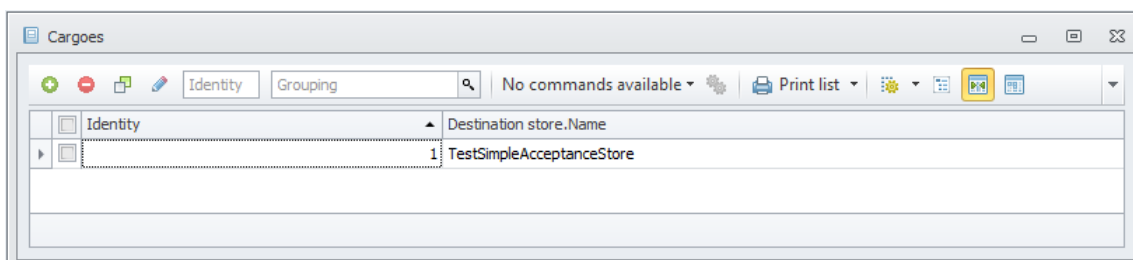 Cargoes
Identity Grouping No commands available Print list
Identity Destination store.Name
1 TestSimpleAcceptanceStore